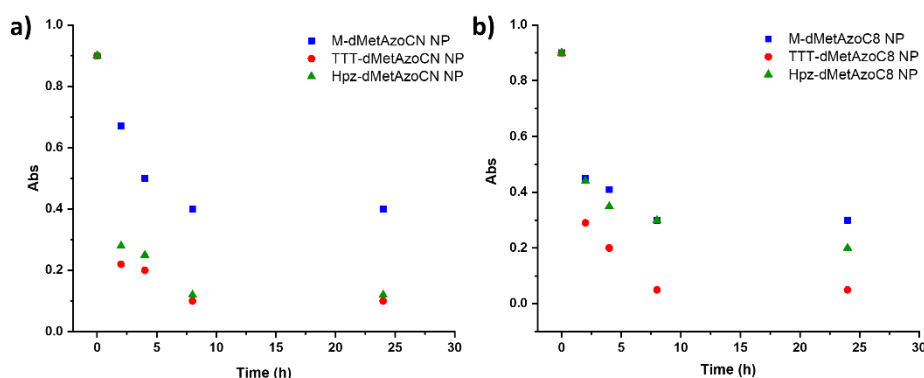 a)
M-dMetAzoCN NP
TTT-dMetAzoCN NP
Hpz-dMetAzoCN NP
1.0
0.8
0.6
0.4
0.2
0.0
Abs
0 5 10 15 20 25 30
Time (h)
b)
M-dMetAzoC8 NP
TTT-dMetAzoC8 NP
Hpz-dMetAzoC8 NP
1.0
0.8
0.6
0.4
0.2
0.0
Abs
0 5 10 15 20 25 30
Time (h)